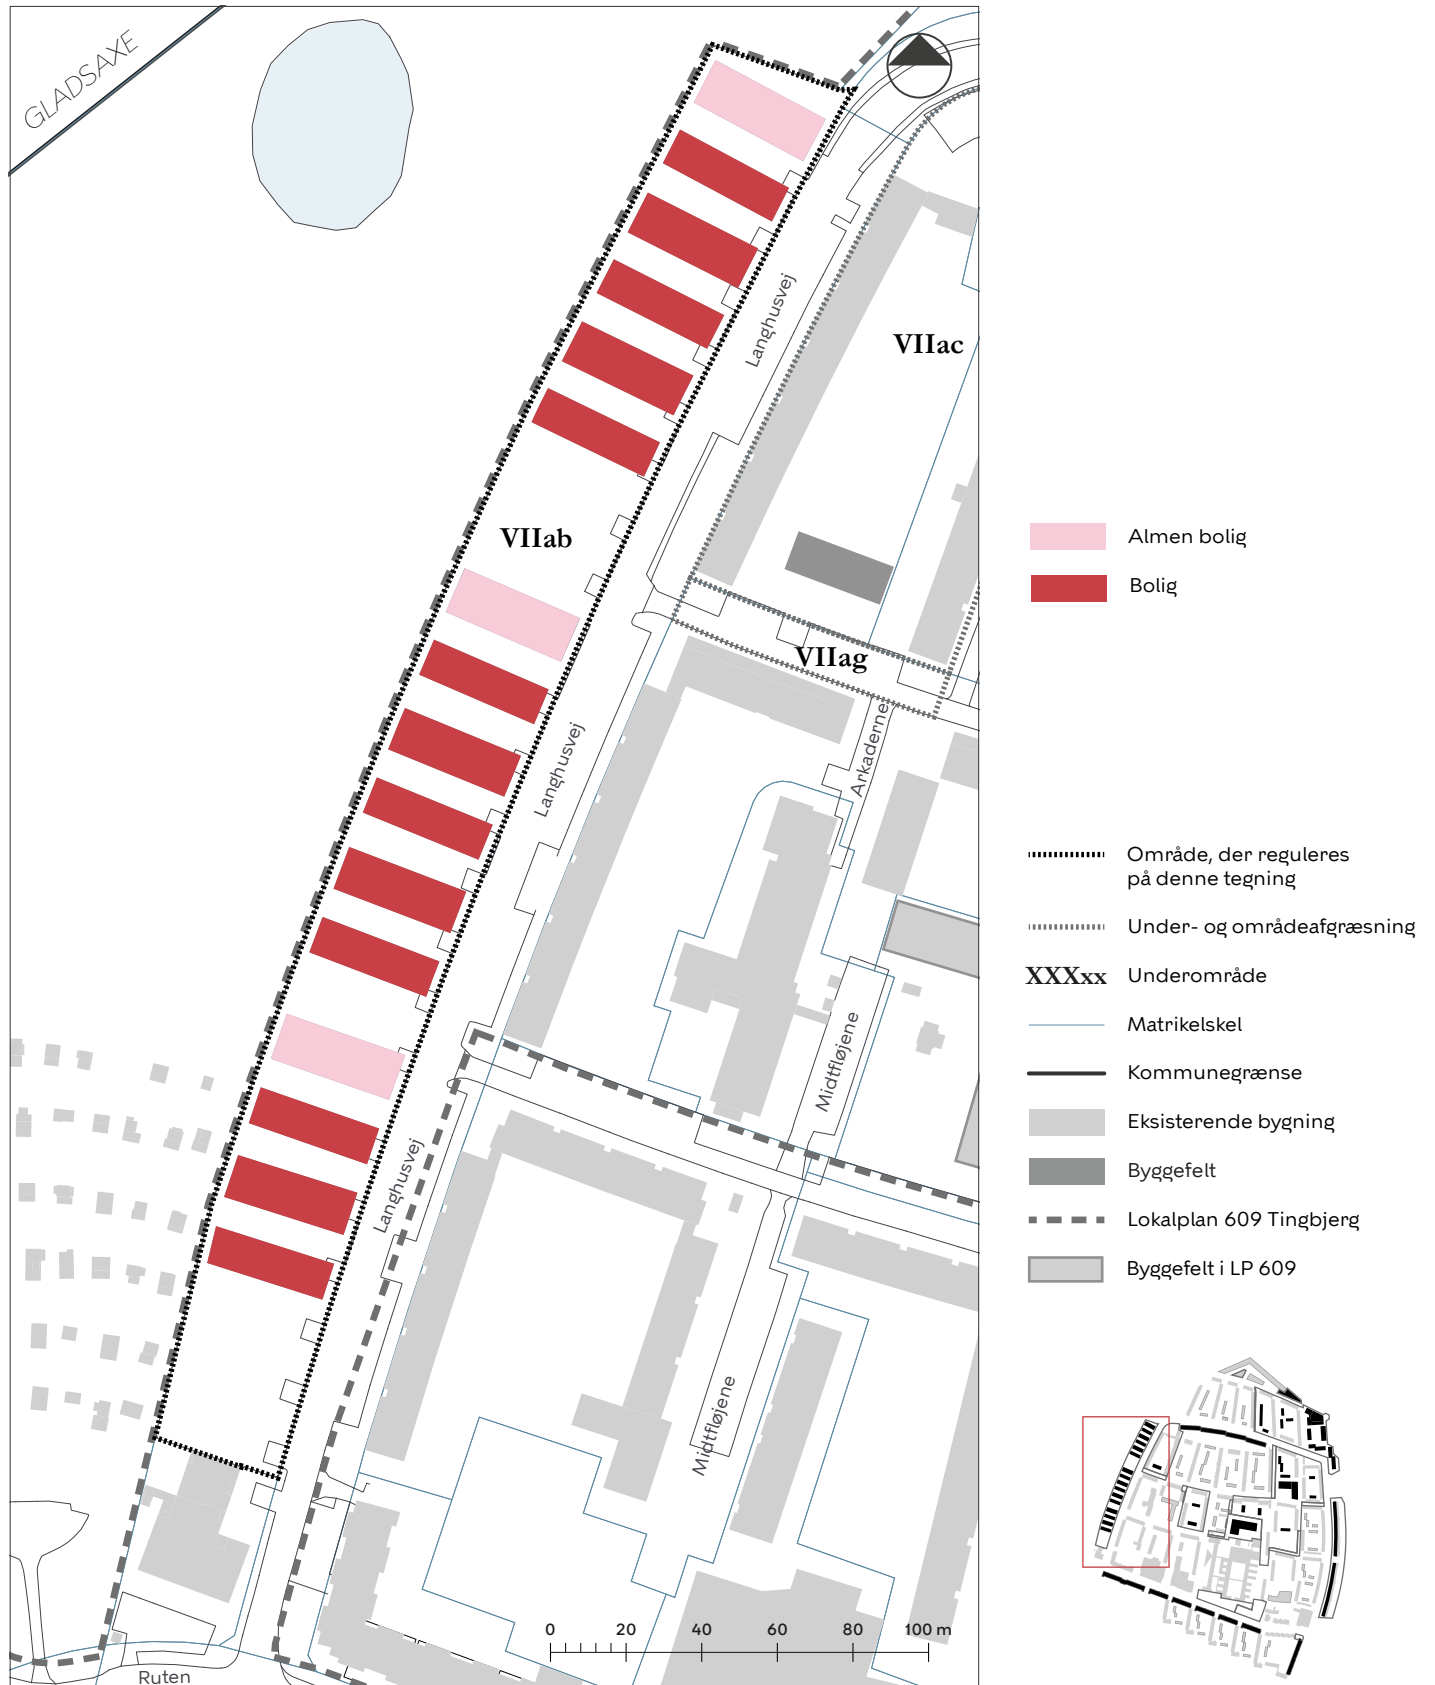 GLADSAXE
Langhusvej
VIIac
VIIab
VIIag
Arkaderne
Langhusvej
Midtfløjene
Langhusvej
Midtfløjene
Ruten
0 20 40 60 80 100 m
Almen bolig
Bolig
Område, der reguleres
på denne tegning
Under- og områdeafgræsning
XXXxx Underområde
Matrikelskel
Kommunegrænse
Eksisterende bygning
Byggefelt
Lokalplan 609 Tingbjerg
Byggefelt i LP 609